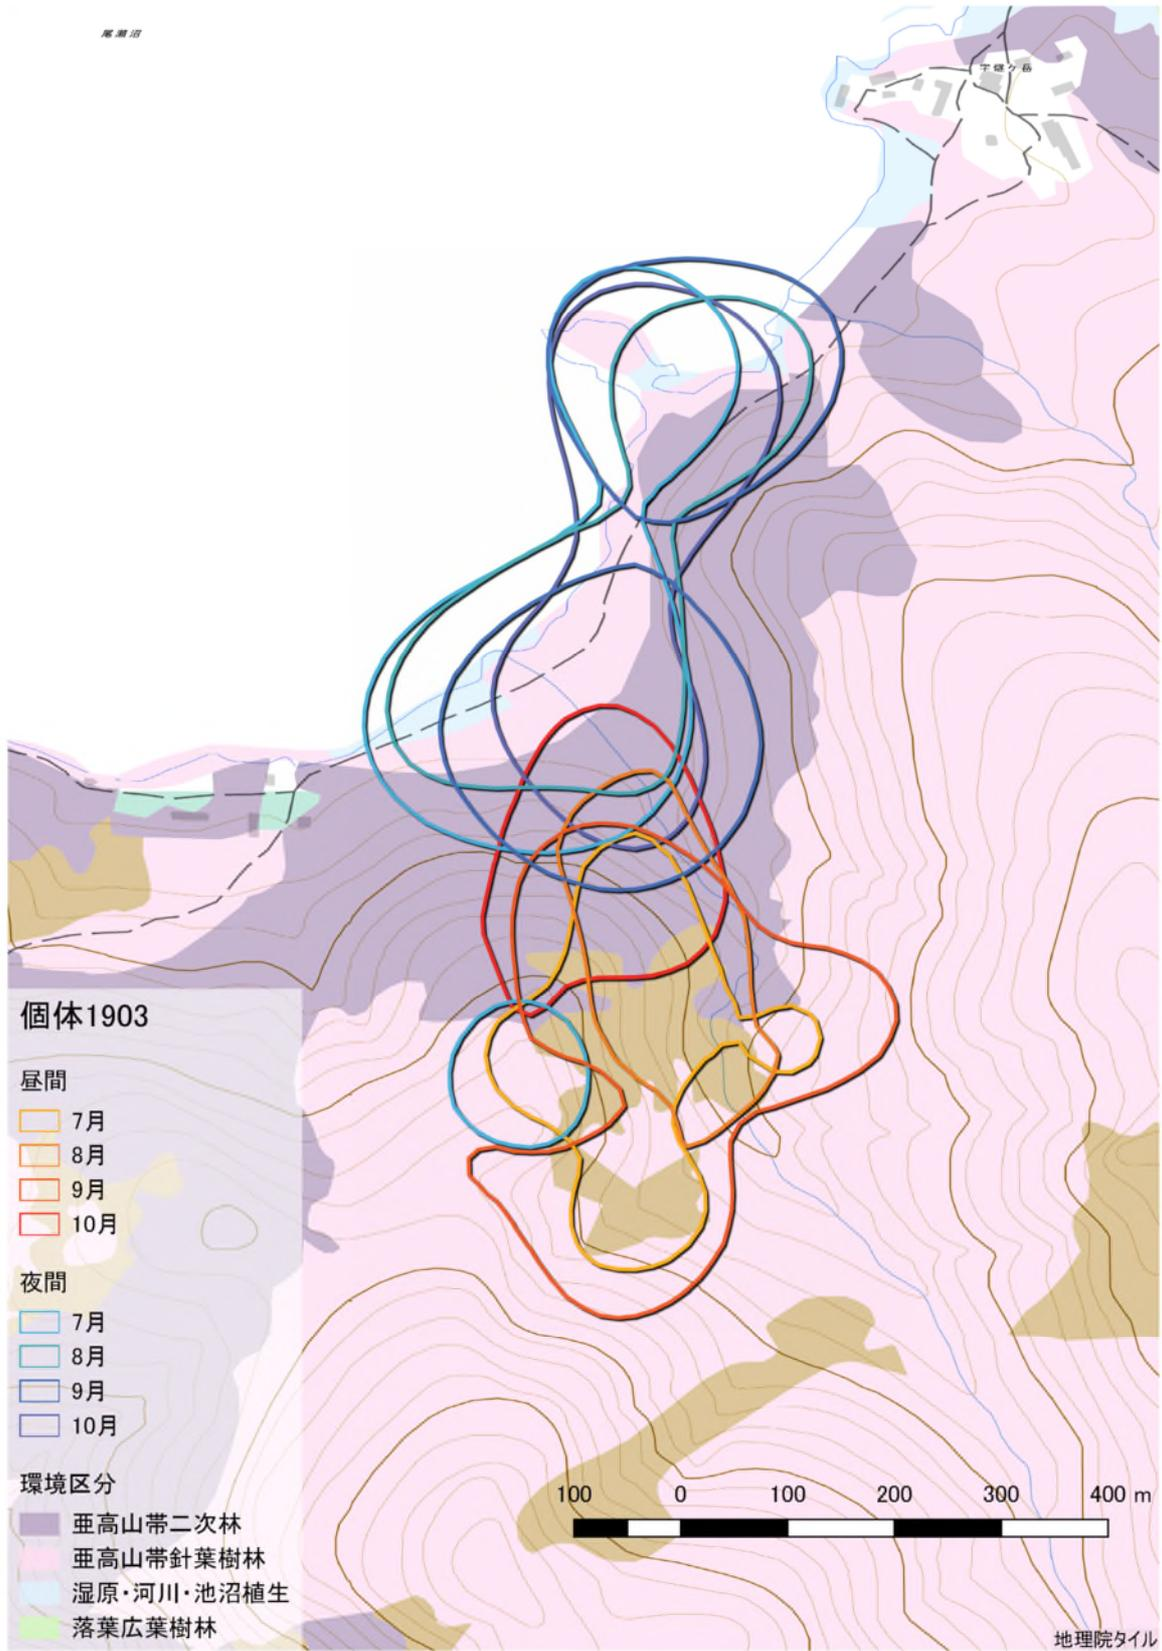 尾瀬沼
個体1903
昼間
7月
8月
9月
10月
夜間
7月
8月
9月
10月
環境区分
亜高山帯二次林
亜高山帯針葉樹林
湿原・河川・池沼植生
落葉広葉樹林
100 0 100 200 300 400 m
地理院タイル